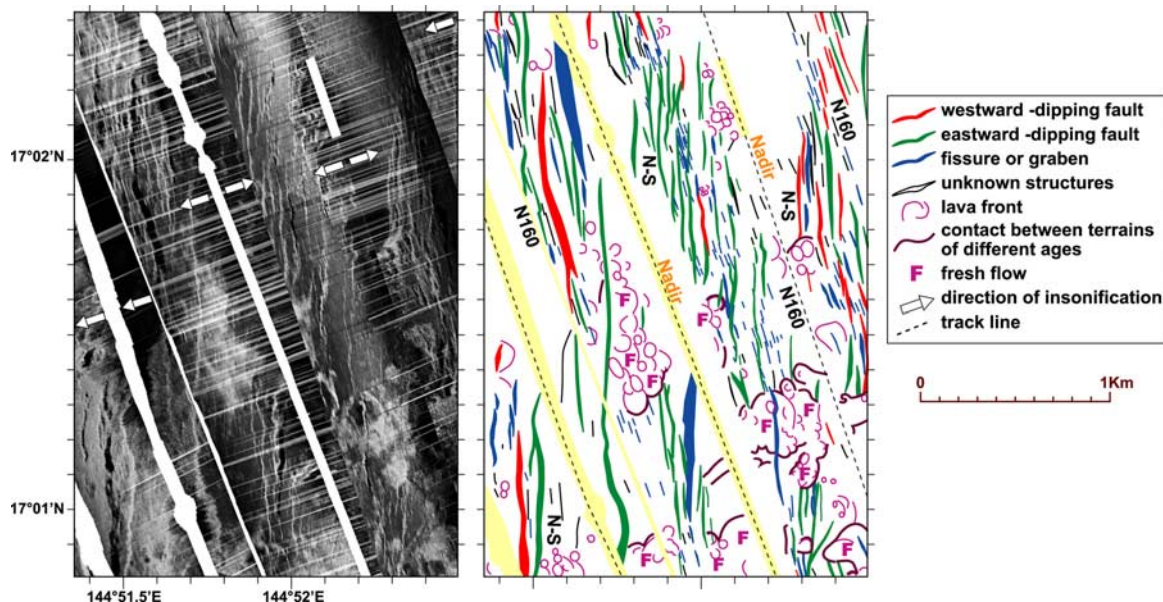 17°02'N
17°01'N
144°51.5'E
144°52'E
N160
N-S
Nadir
N-S
N160
N160
Nadir
N160
N-S
F
F
F
F
F
F
F
F
F
F
F
F
westward -dipping fault
eastward -dipping fault
fissure or graben
unknown structures
lava front
contact between terrains
of different ages
F fresh flow
direction of insonification
track line
0 1Km